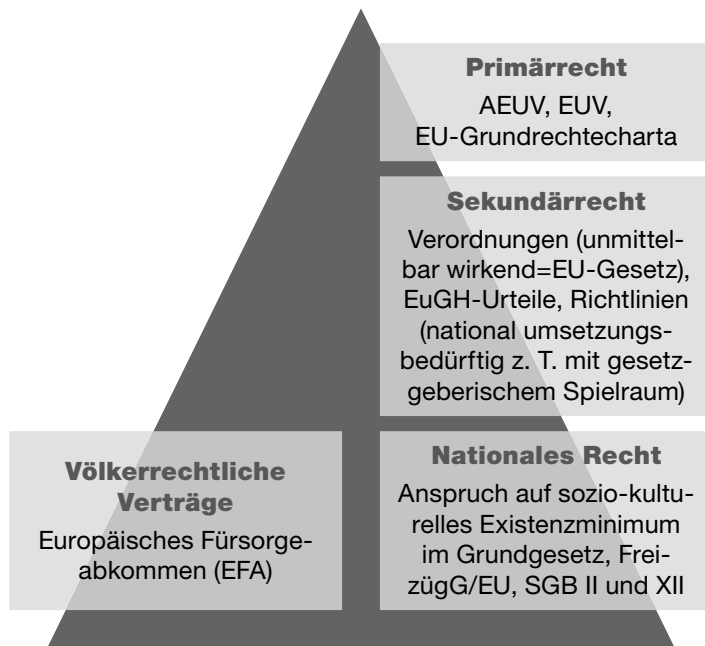 Primärrecht
AEUV, EUV,
EU-Grundrechtecharta
Sekundärrecht
Verordnungen (unmittel-
bar wirkend=EU-Gesetz),
EuGH-Urteile, Richtlinien
(national umsetzungs-
bedürftig z. T. mit gesetz-
geberischem Spielraum)
Völkerrechtliche
Verträge
Europäisches Fürsorge-
abkommen (EFA)
Nationales Recht
Anspruch auf sozio-kultu-
relles Existenzminimum
im Grundgesetz, Frei-
zügG/EU, SGB II und XII